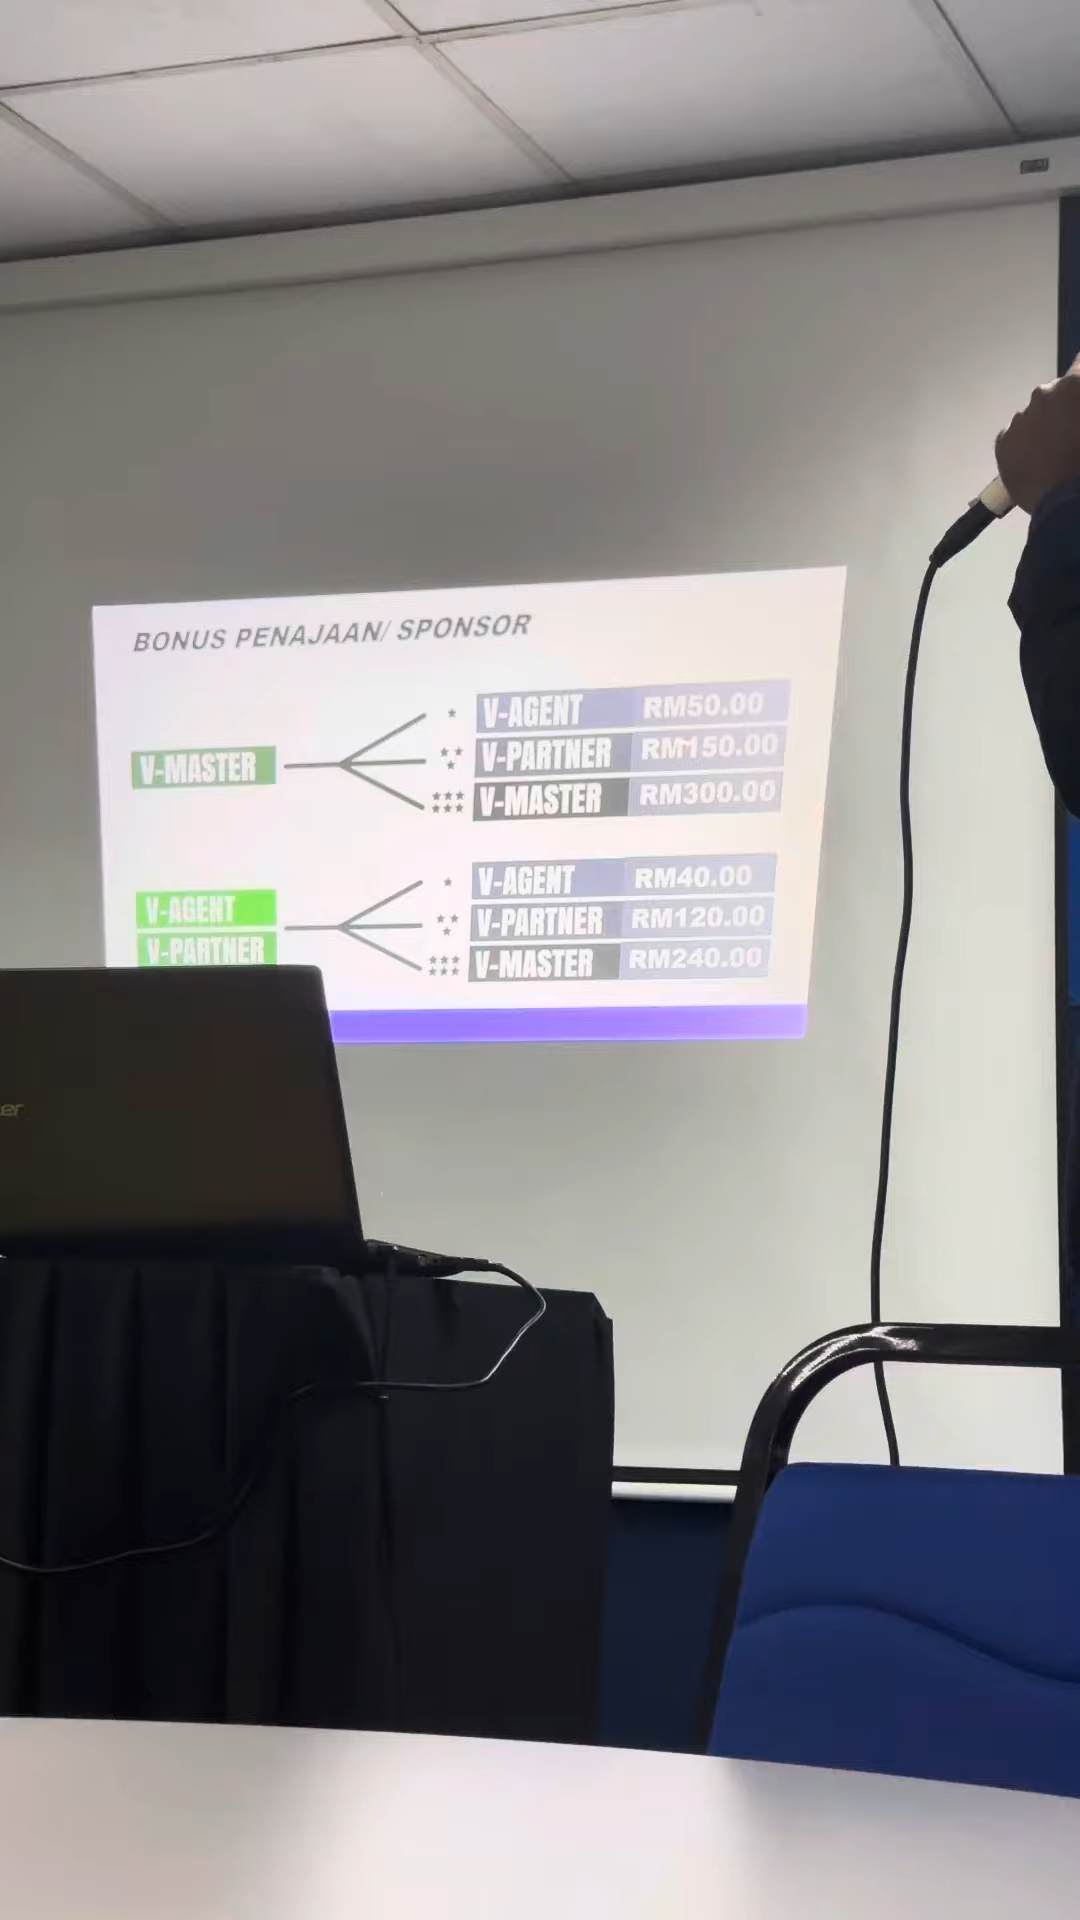 BONUS PENAJAAN/ SPONSOR
V-AGENT RM50.00
V-PARTNER RM150.00
V-MASTER
V-MASTER RM300.00
V-AGENT RM40.00
V-AGENT
V-PARTNER RM120.00
V-PARTNER
V-MASTER RM240.00
er